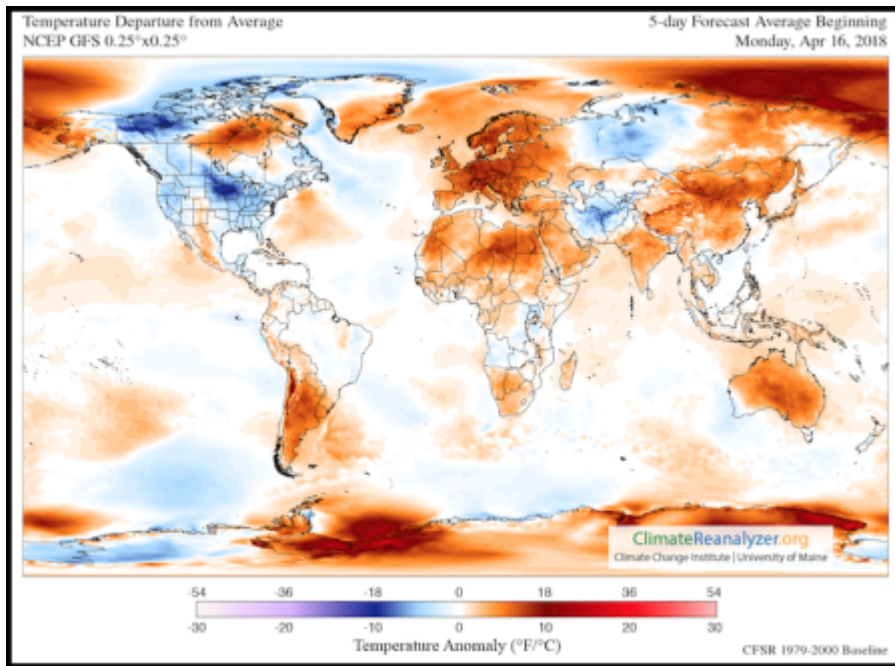 Temperature Departure from Average
NCEP GFS 0.25°x0.25°
5-day Forecast Average Beginning
Monday, Apr 16, 2018
ClimateReanalyzer.org
Climate Change Institute | University of Maine
-54 -36 -18 0 18 36 54
-30 -20 -10 0 10 20 30
Temperature Anomaly (°F/°C)
CFSR 1979-2000 Baseline